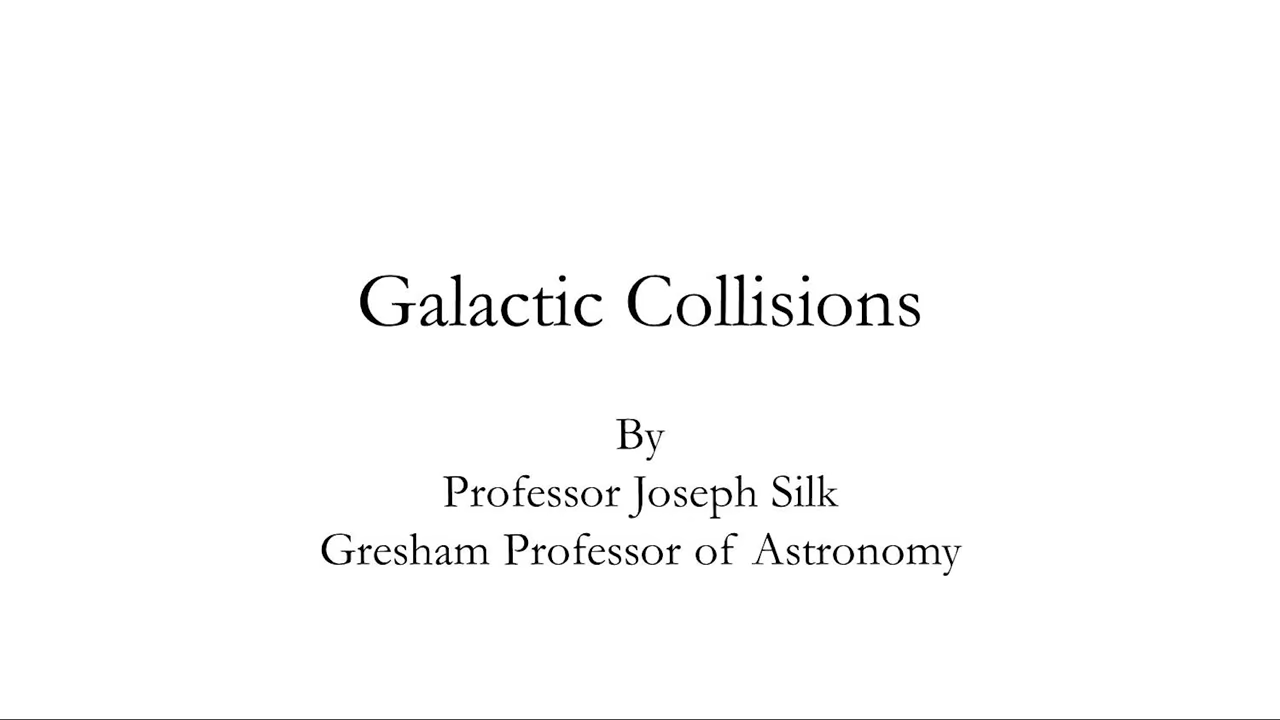 Galactic Collisions
By
Professor Joseph Silk
Gresham Professor of Astronomy